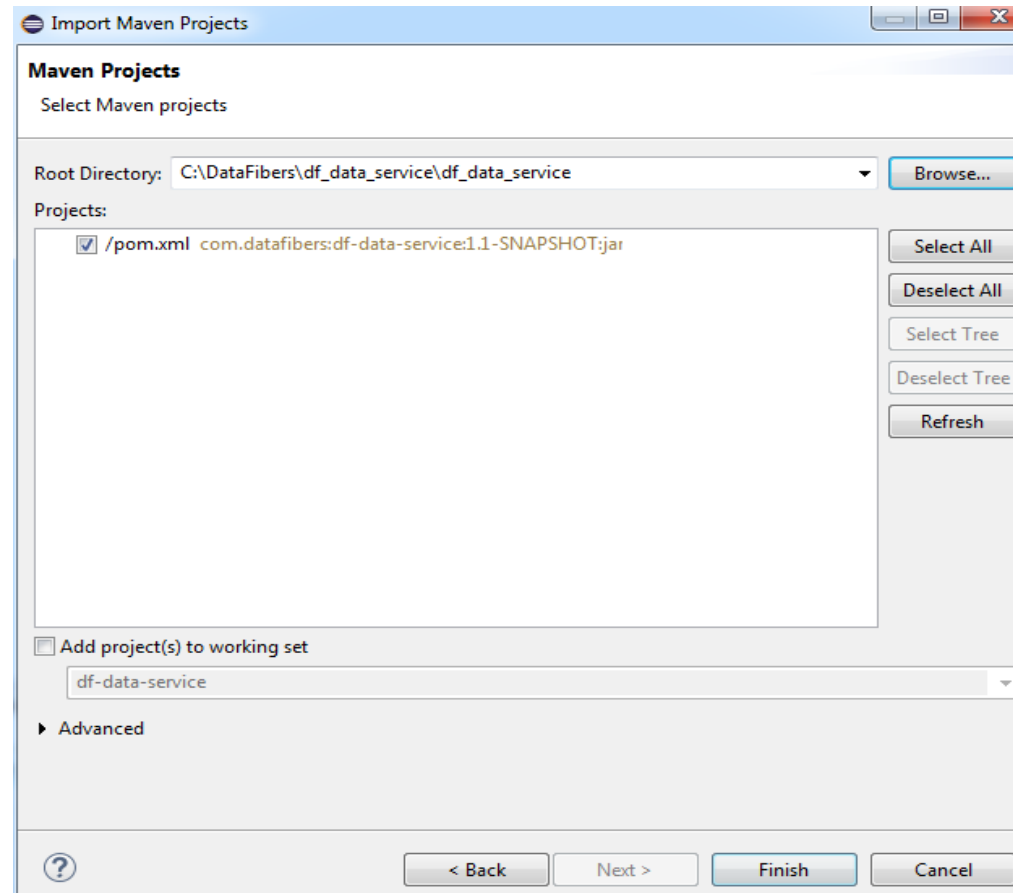 Import Maven Projects
Maven Projects
Select Maven projects
Root Directory: C:\DataFibers\df_data_service\df_data_service Browse...
Projects:
/pom.xml com.datafibers:df-data-service:1.1-SNAPSHOT:jar
Select All
Deselect All
Select Tree
Deselect Tree
Refresh
Add project(s) to working set
df-data-service
Advanced
? < Back Next > Finish Cancel